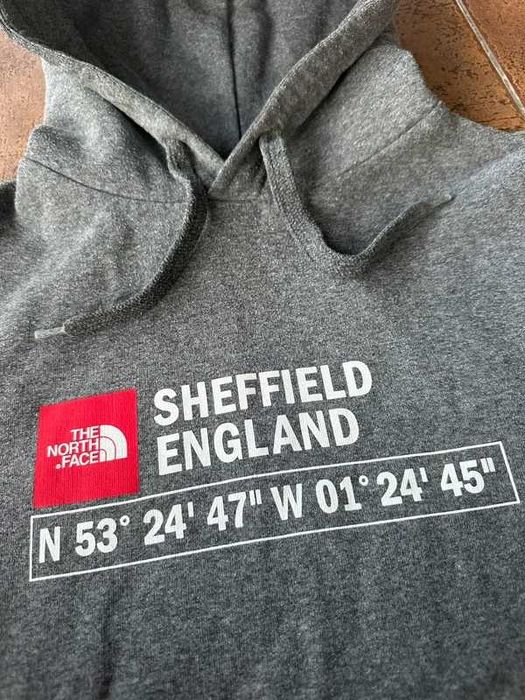 SHEFFIELD
ENGLAND
THE
NORTH
FACE
N 53° 24' 47" W 01° 24' 45"